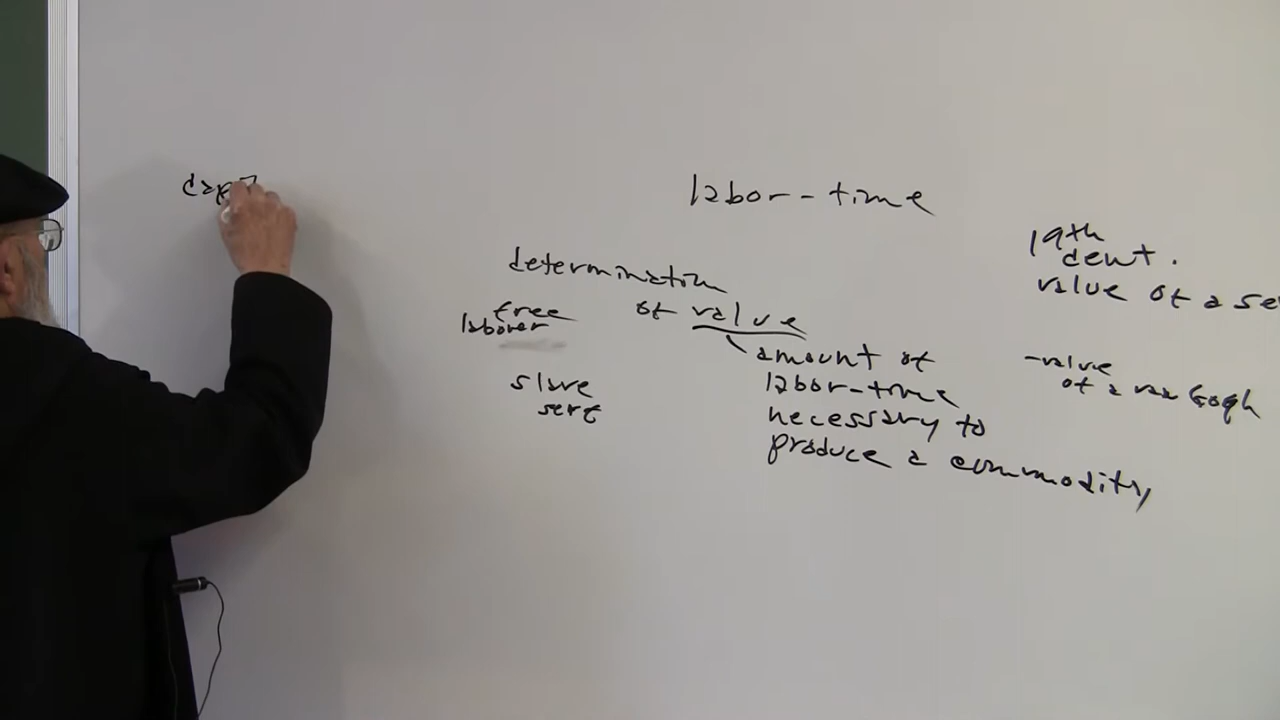 cap
labor-time
determination
of value
free
laborer
slave
serf
amount of
labor-time
necessary to
produce a commodity
19th
cent.
value of a se
-value
of a van Gogh